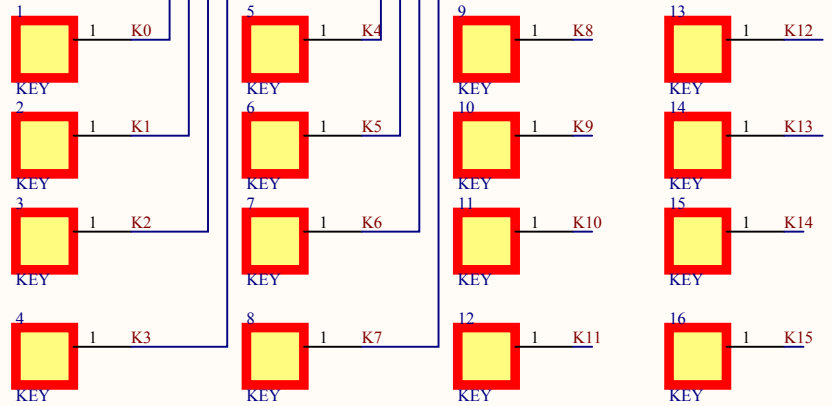 1 5 9 13
1 K0 1 K4 1 K8 1 K12
KEY KEY KEY KEY
2 6 10 14
1 K1 1 K5 1 K9 1 K13
KEY KEY KEY KEY
3 7 11 15
1 K2 1 K6 1 K10 1 K14
KEY KEY KEY KEY
4 8 12 16
1 K3 1 K7 1 K11 1 K15
KEY KEY KEY KEY